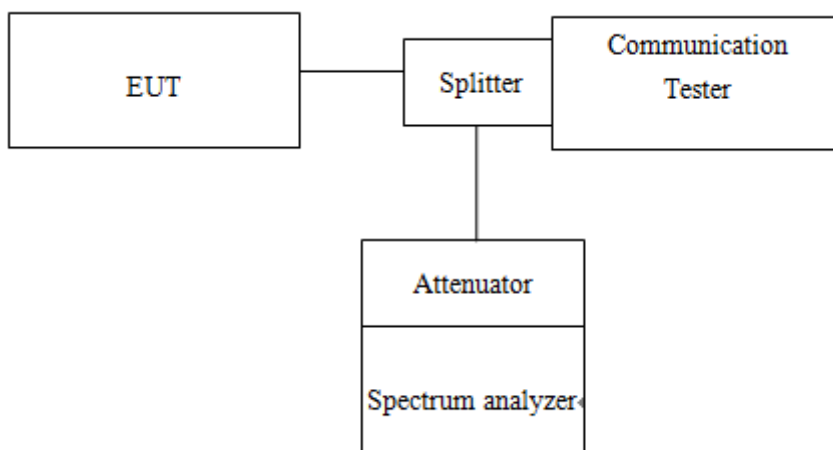 EUT
Splitter
Communication
Tester
Attenuator
Spectrum analyzer